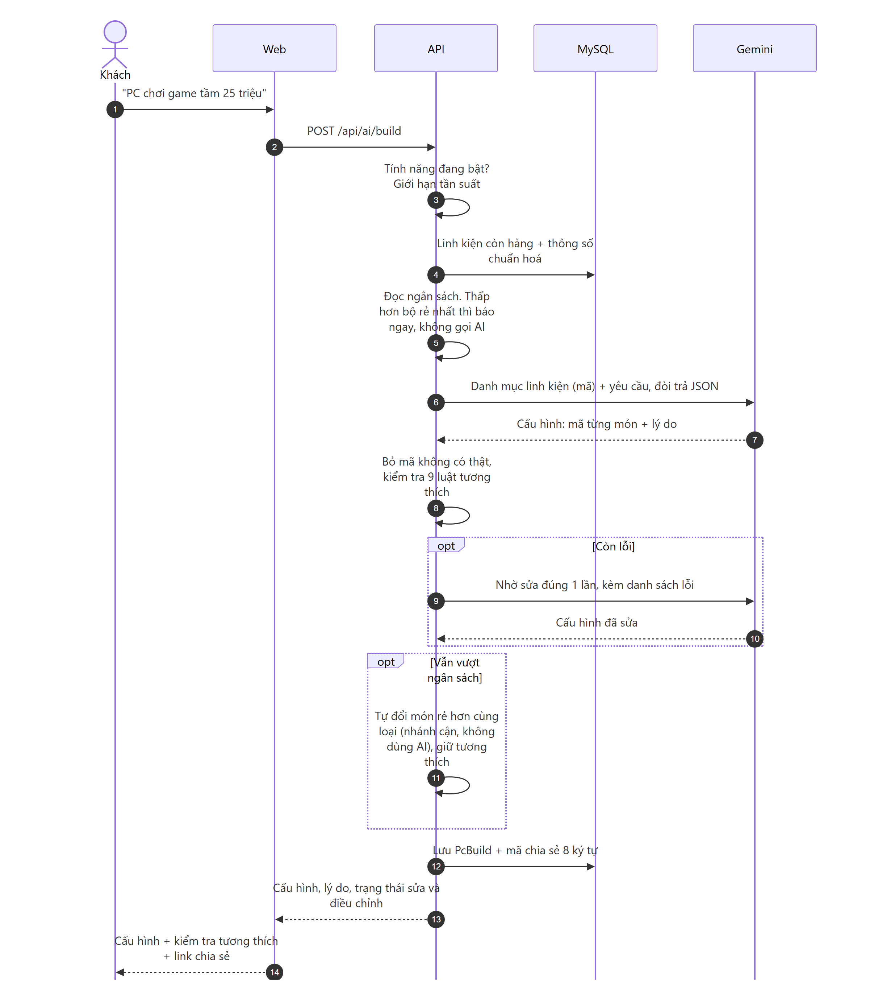 Khách
Web
API
MySQL
Gemini
"PC chơi game tầm 25 triệu"
1
POST /api/ai/build
2
Tính năng đang bật?
Giới hạn tần suất
3
Linh kiện còn hàng + thông số
chuẩn hoá
4
Đọc ngân sách. Thấp
hơn bộ rẻ nhất thì báo
ngay, không gọi AI
5
Danh mục linh kiện (mã) + yêu cầu, đòi trả JSON
6
Cấu hình: mã từng món + lý do
7
Bỏ mã không có thật,
kiểm tra 9 luật tương
thích
8
opt
[Còn lỗi]
Nhờ sửa đúng 1 lần, kèm danh sách lỗi
9
Cấu hình đã sửa
10
opt
[Vẫn vượt
ngân sách]
Tự đổi món rẻ hơn cùng
loại (nhánh cận, không
dùng AI), giữ tương
thích
11
Lưu PcBuild + mã chia sẻ 8 ký tự
12
Cấu hình, lý do, trạng thái sửa và
điều chỉnh
13
Cấu hình + kiểm tra tương thích
+ link chia sẻ
14